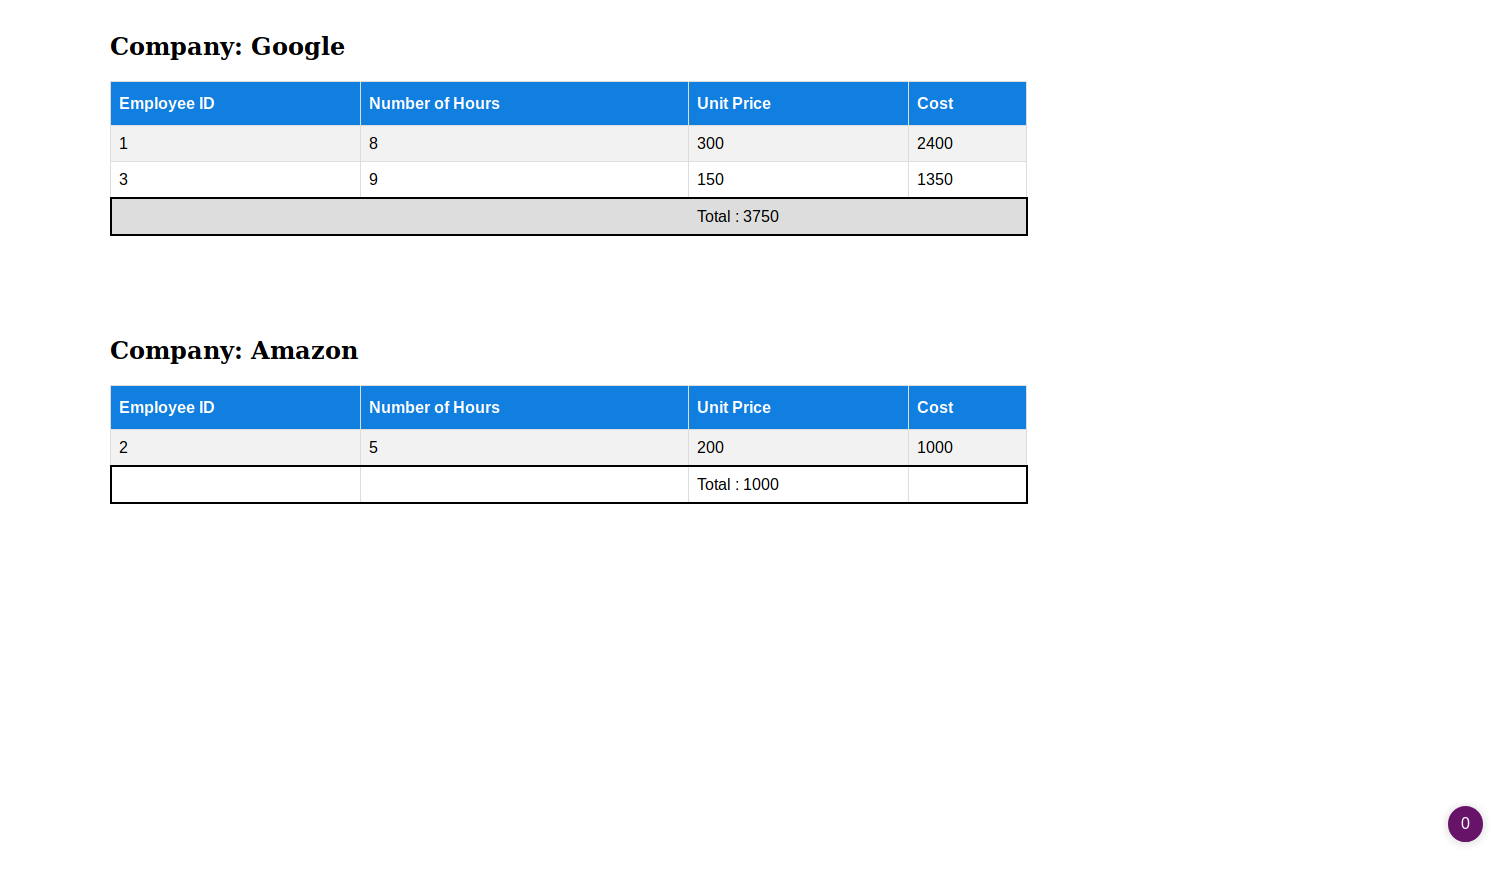 Company: Google
Employee ID Number of Hours Unit Price Cost
1 8 300 2400
3 9 150 1350
Total : 3750
Company: Amazon
Employee ID Number of Hours Unit Price Cost
2 5 200 1000
Total : 1000
0